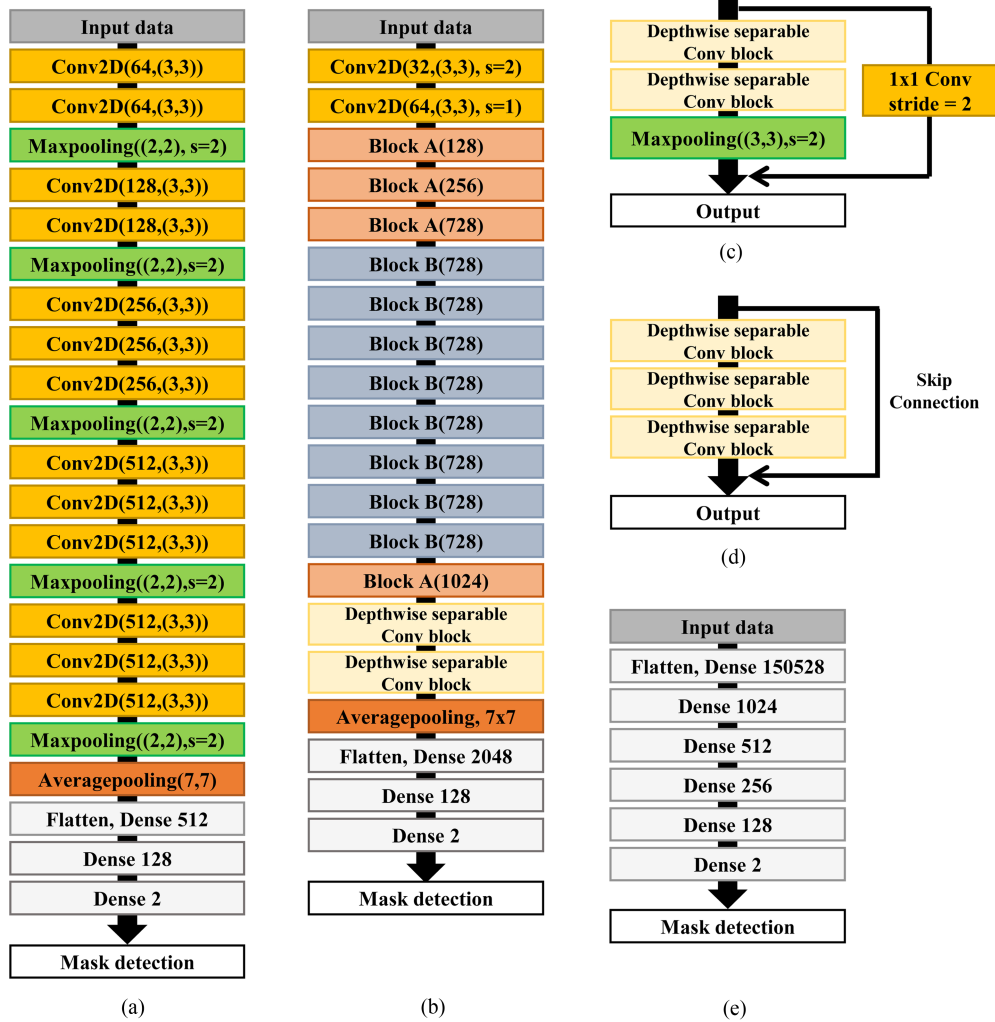 Input data
Conv2D(64,(3,3))
Conv2D(64,(3,3))
Maxpooling((2,2), s=2)
Conv2D(128,(3,3))
Conv2D(128,(3,3))
Maxpooling((2,2),s=2)
Conv2D(256,(3,3))
Conv2D(256,(3,3))
Conv2D(256,(3,3))
Maxpooling((2,2),s=2)
Conv2D(512,(3,3))
Conv2D(512,(3,3))
Conv2D(512,(3,3))
Maxpooling((2,2),s=2)
Conv2D(512,(3,3))
Conv2D(512,(3,3))
Conv2D(512,(3,3))
Maxpooling((2,2),s=2)
Averagepooling(7,7)
Flatten, Dense 512
Dense 128
Dense 2
Mask detection
(a)
Input data
Conv2D(32,(3,3), s=2)
Conv2D(64,(3,3), s=1)
Block A(128)
Block A(256)
Block A(728)
Block B(728)
Block B(728)
Block B(728)
Block B(728)
Block B(728)
Block B(728)
Block B(728)
Block B(728)
Block A(1024)
Depthwise separable
Conv block
Depthwise separable
Conv block
Averagepooling, 7x7
Flatten, Dense 2048
Dense 128
Dense 2
Mask detection
(b)
Depthwise separable
Conv block
Depthwise separable
Conv block
Maxpooling((3,3),s=2)
1x1 Conv
stride = 2
Output
(c)
Depthwise separable
Conv block
Depthwise separable
Conv block
Depthwise separable
Conv block
Skip
Connection
Output
(d)
Input data
Flatten, Dense 150528
Dense 1024
Dense 512
Dense 256
Dense 128
Dense 2
Mask detection
(e)